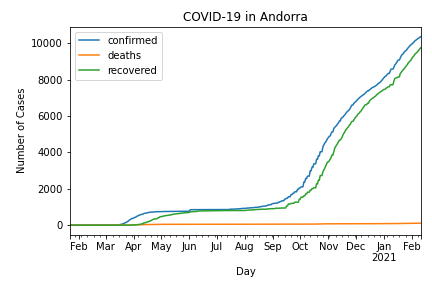 COVID-19 in Andorra
confirmed
deaths
recovered
Number of Cases
10000
8000
6000
4000
2000
0
Feb Mar Apr May Jun Jul Aug Sep Oct Nov Dec Jan Feb
2021
Day